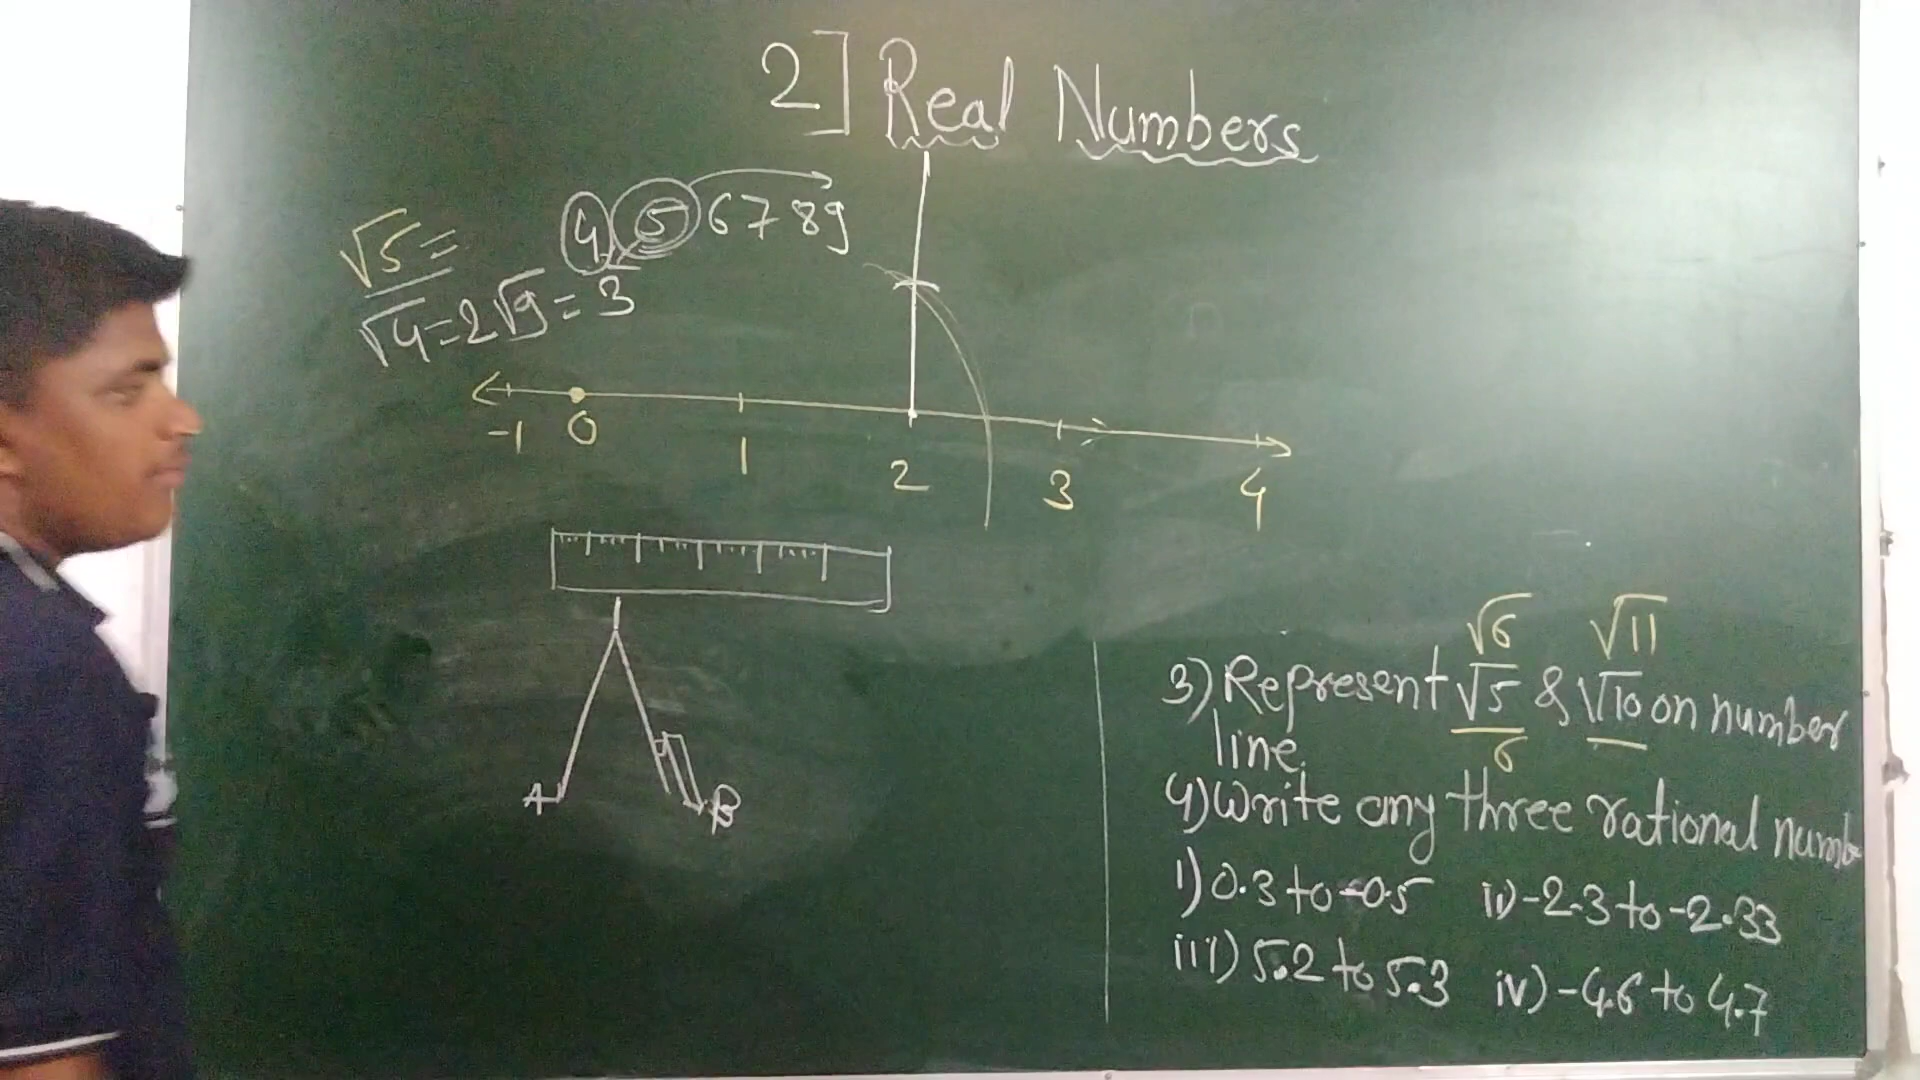 2] Real Numbers
√5=
4 5 6 7 8 9
√4=2 √9=3
-1 0 1 2 3 4
A B
√6 √11
3) Represent √5 & √10 on number
line.
6
4) Write any three rational numbe
i) 0.3 to -0.5 ii) -2.3 to -2.33
iii) 5.2 to 5.3 iv) -4.6 to 4.7